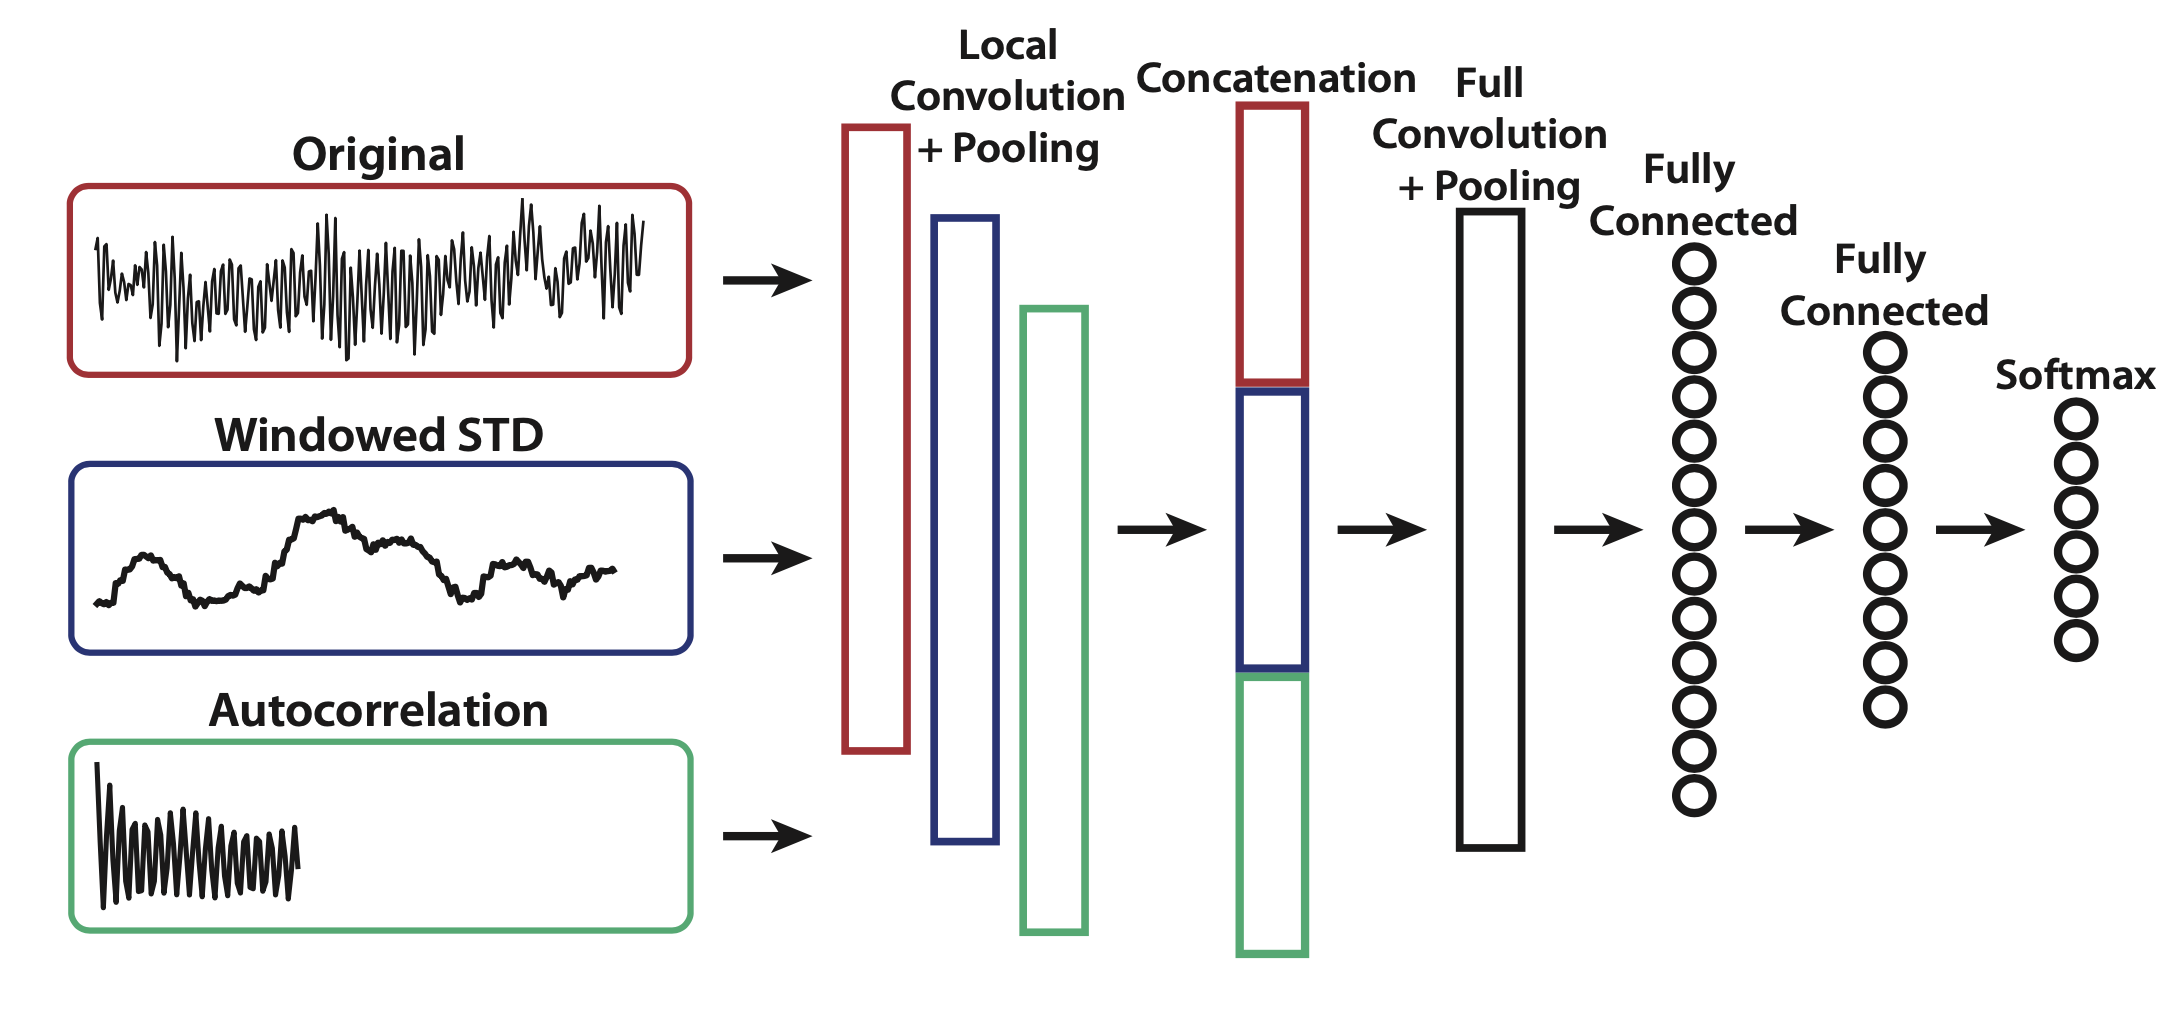 Original
Windowed STD
Autocorrelation
Local
Convolution
+ Pooling
Concatenation
Full
Convolution
+ Pooling
Fully
Connected
Fully
Connected
Softmax